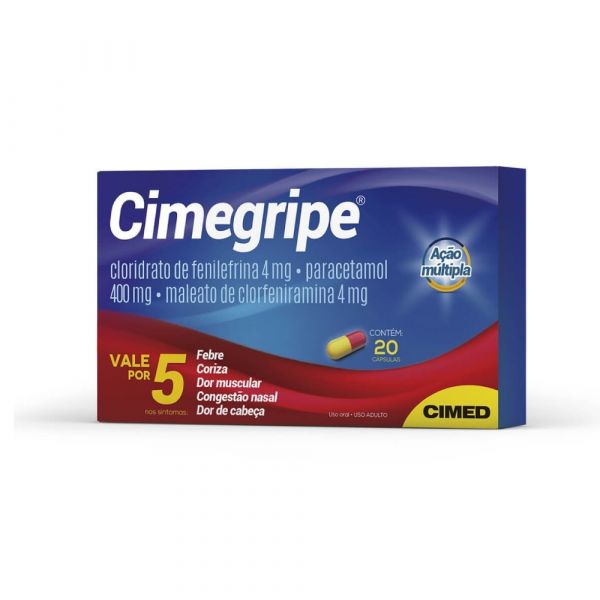 Cimegripe®
cloridrato de fenilefrina 4 mg • paracetamol
400 mg • maleato de clorfeniramina 4 mg
Ação
múltipla
CONTÉM:
20
CÁPSULAS
VALE
POR
5
nos sintomas:
Febre
Coriza
Dor muscular
Congestão nasal
Dor de cabeça
Uso oral • USO ADULTO
CIMED